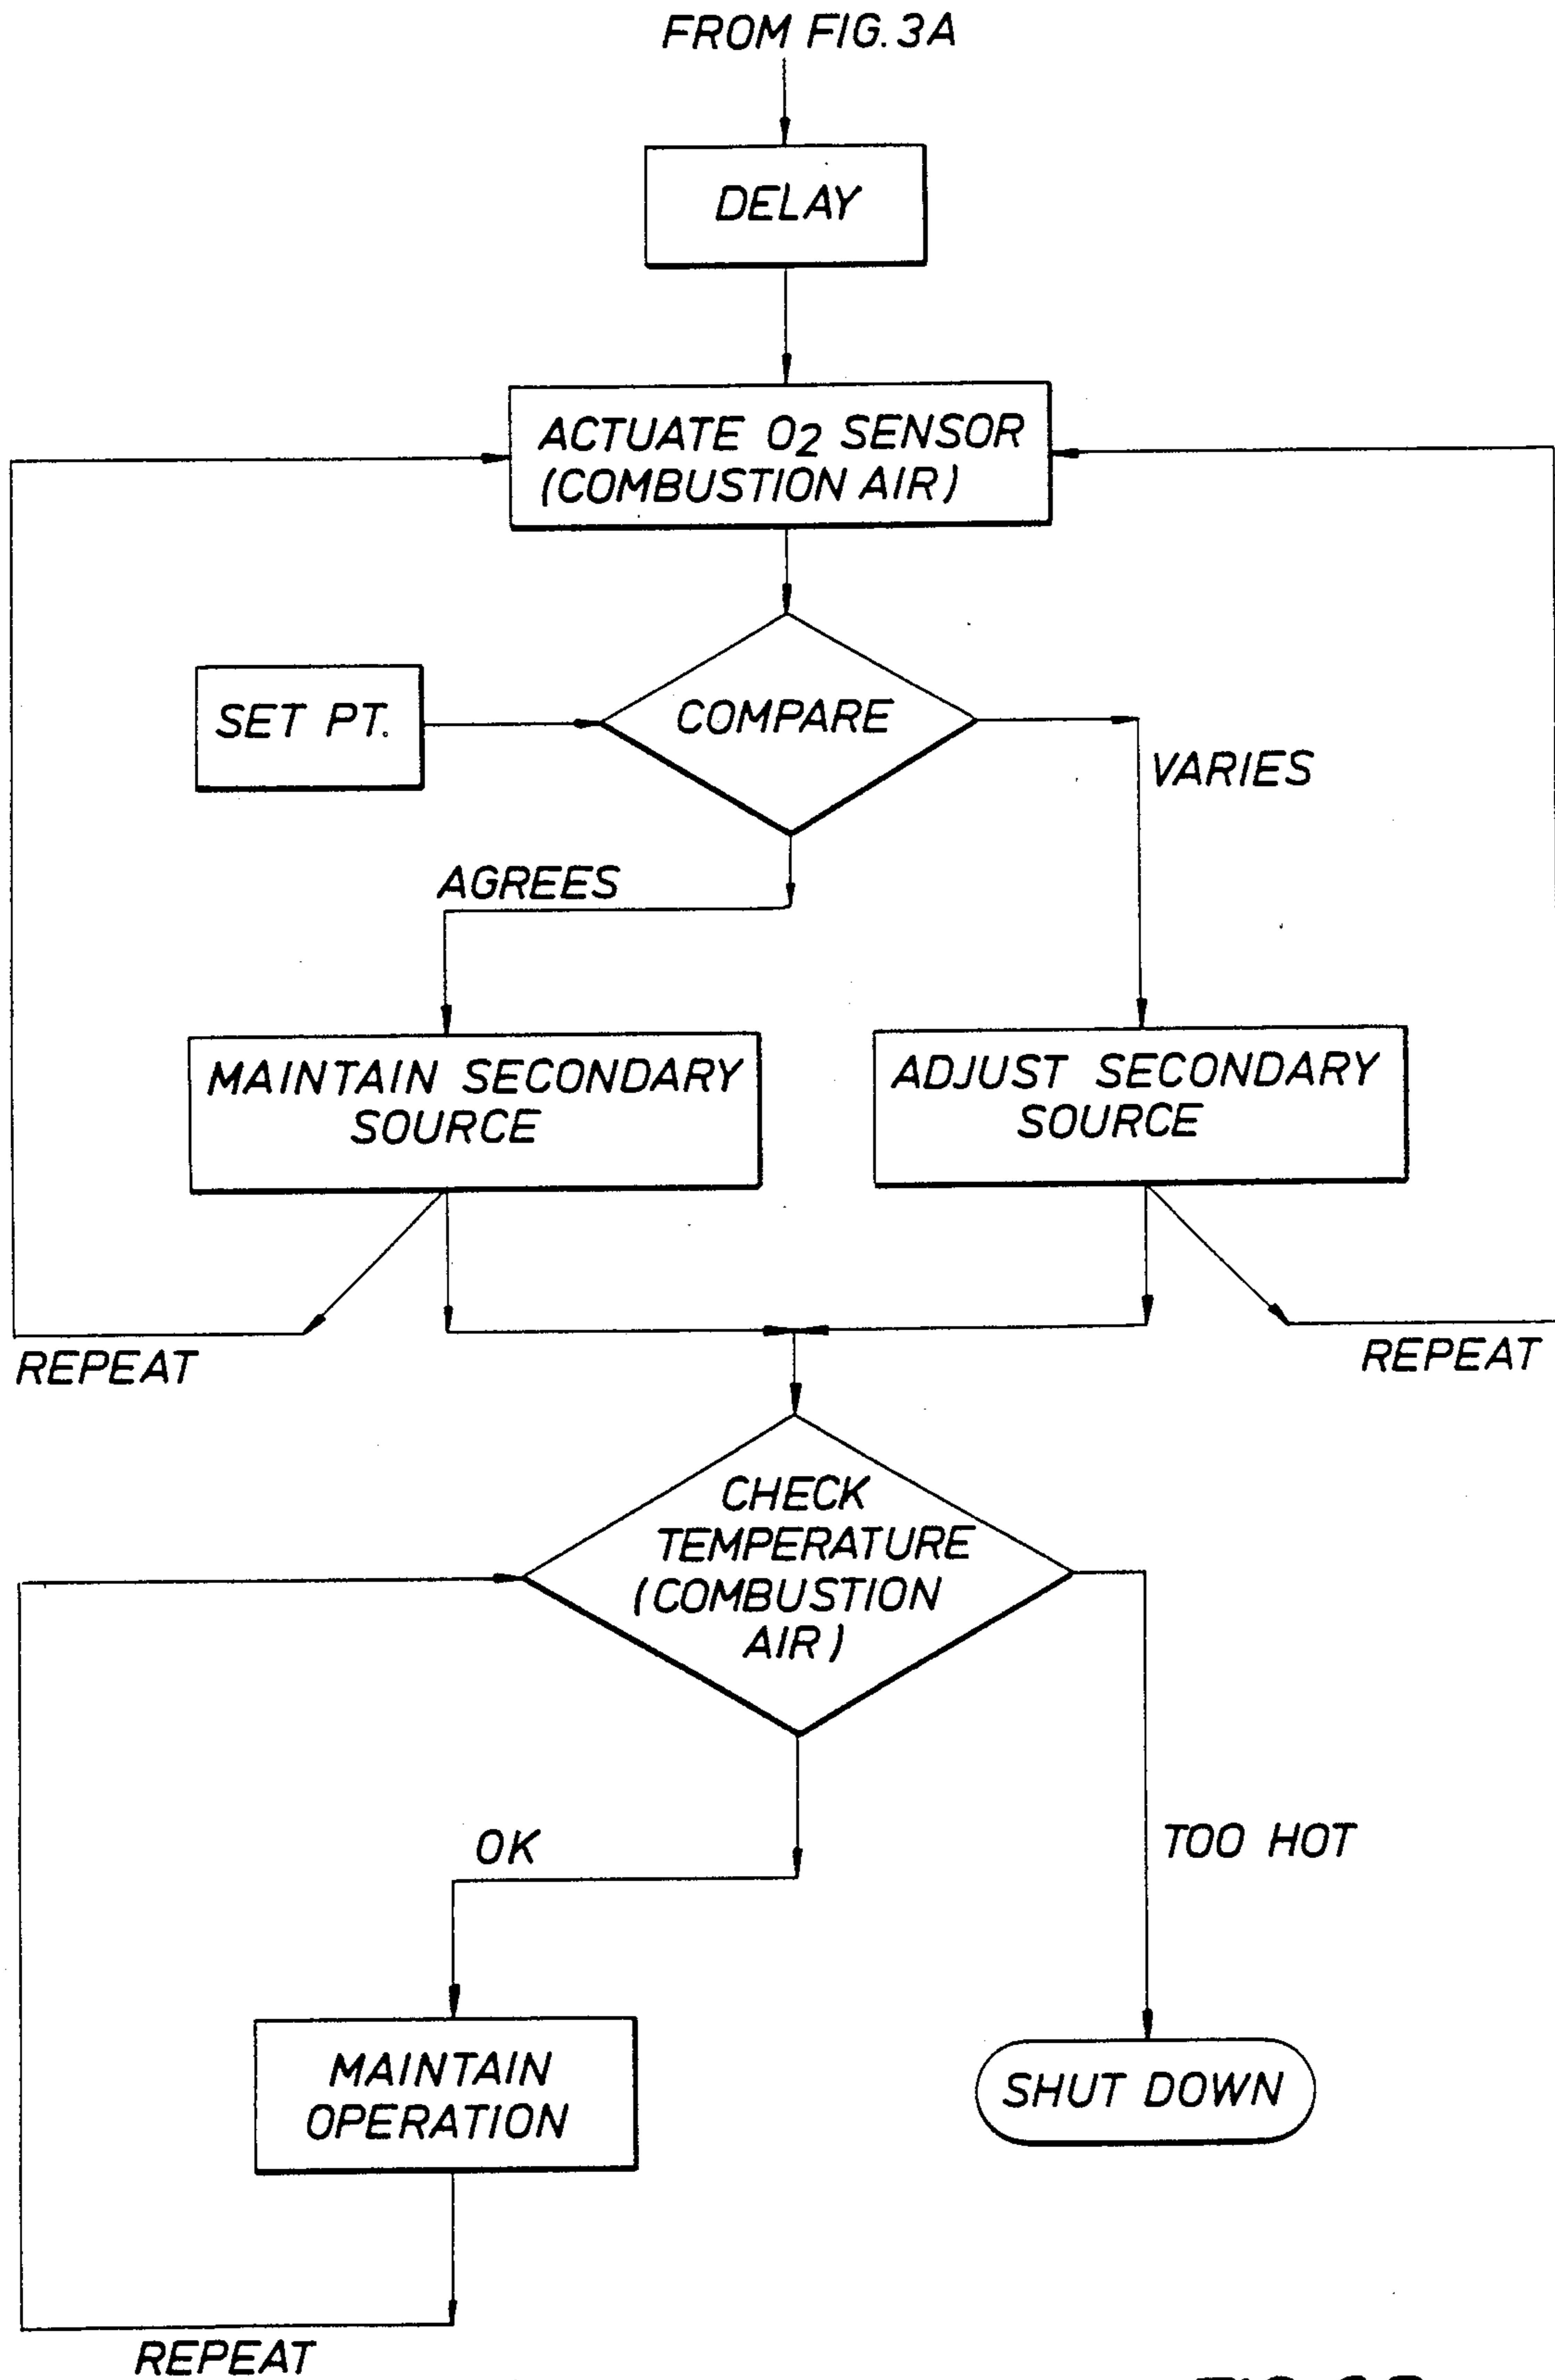 FROM FIG. 3A
DELAY
ACTUATE O2 SENSOR
(COMBUSTION AIR)
SET PT.
COMPARE
VARIES
AGREES
MAINTAIN SECONDARY
SOURCE
ADJUST SECONDARY
SOURCE
REPEAT
REPEAT
CHECK
TEMPERATURE
(COMBUSTION
AIR)
OK
TOO HOT
MAINTAIN
OPERATION
SHUT DOWN
REPEAT